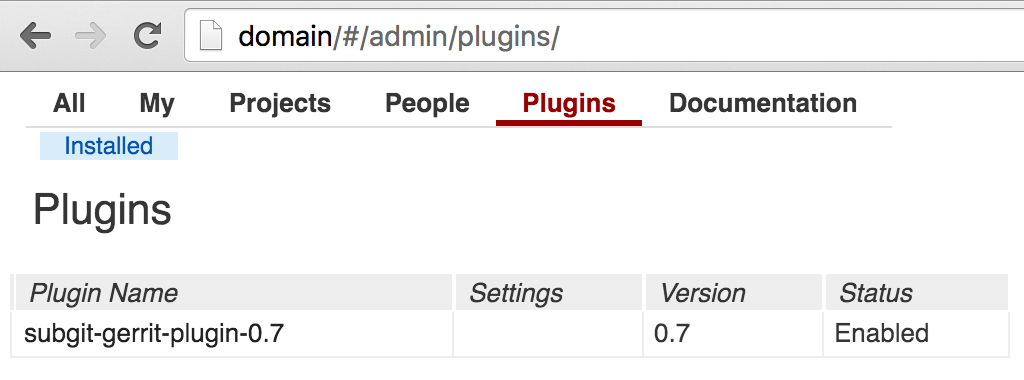 domain/#/admin/plugins/
All My Projects People Plugins Documentation
Installed
Plugins
Plugin Name Settings Version Status
subgit-gerrit-plugin-0.7 0.7 Enabled